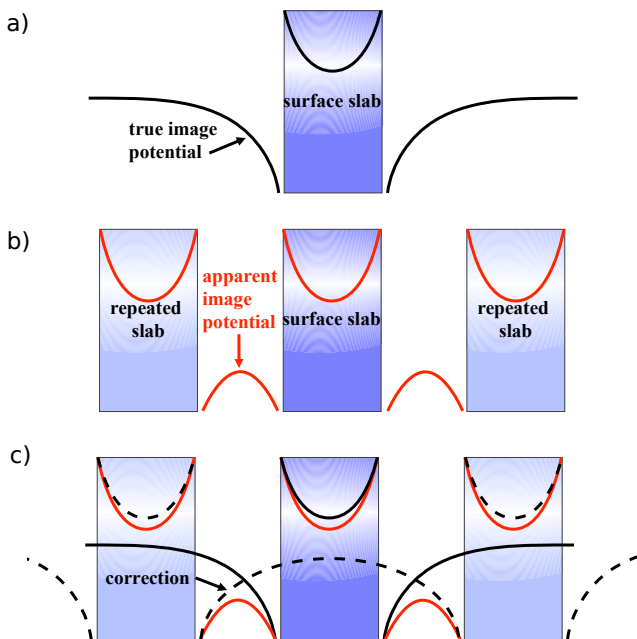 a)
surface slab
true image
potential
b)
apparent
image
potential
repeated
slab
surface slab
repeated
slab
c)
correction